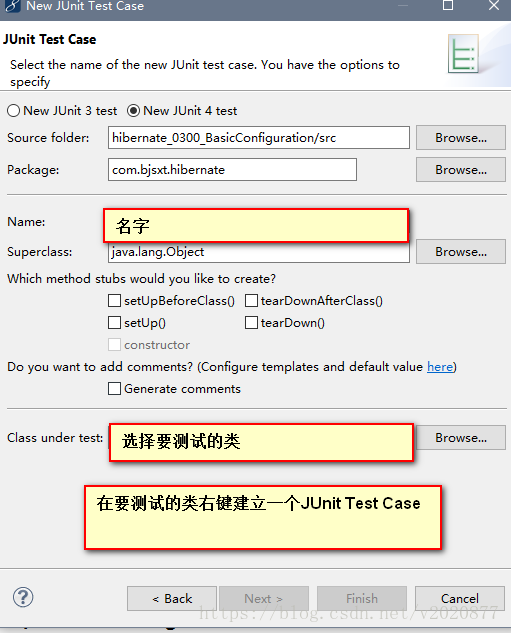 New JUnit Test Case
JUnit Test Case
Select the name of the new JUnit test case. You have the options to
specify
New JUnit 3 test New JUnit 4 test
Source folder: hibernate_0300_BasicConfiguration/src Browse...
Package: com.bjsxt.hibernate Browse...
Name: 名字
Superclass: java.lang.Object Browse...
Which method stubs would you like to create?
setUpBeforeClass() tearDownAfterClass()
setUp() tearDown()
constructor
Do you want to add comments? (Configure templates and default value here)
Generate comments
Class under test: 选择要测试的类 Browse...
在要测试的类右键建立一个JUnit Test Case
? < Back Next > Finish Cancel
https://blog.csdn.net/v2020877